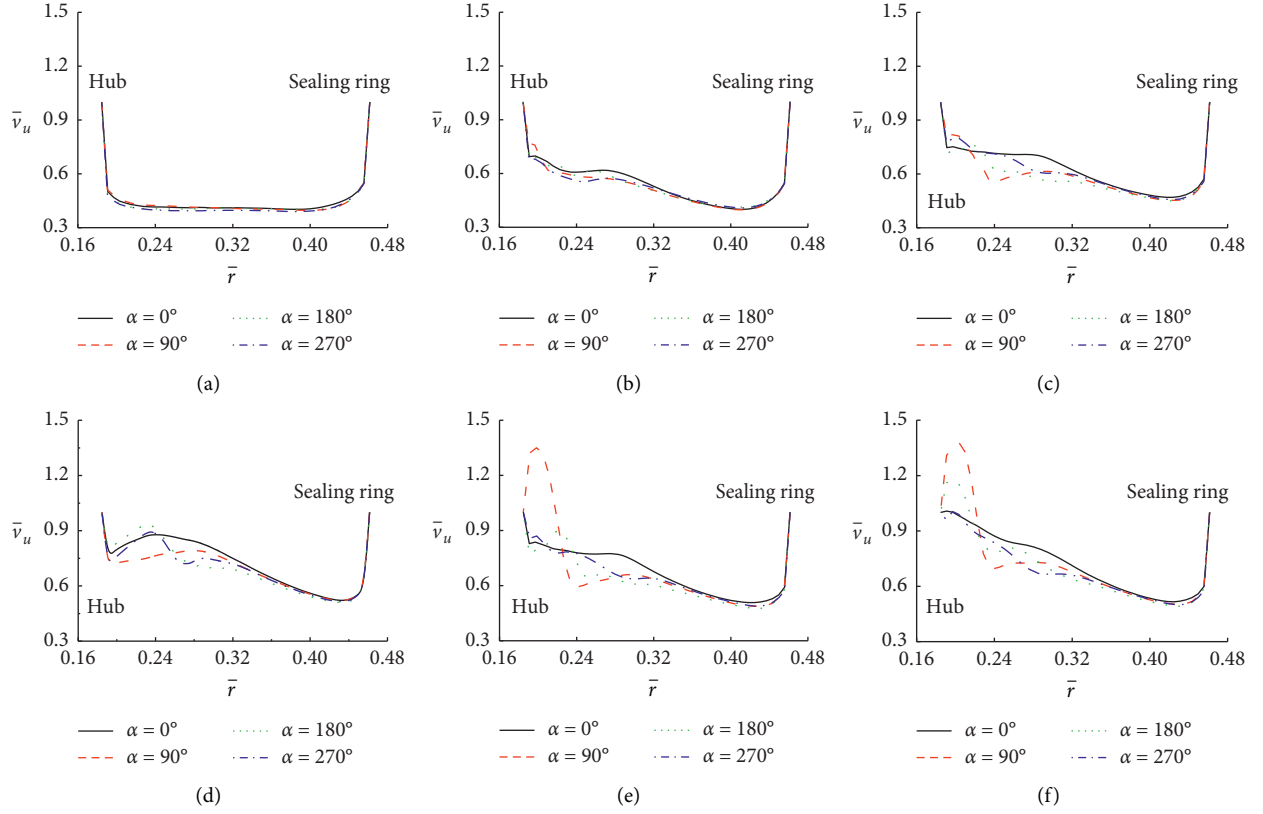 1.5
1.2
0.9
0.6
0.3
v̄u
Hub
Sealing ring
0.16 0.24 0.32 0.40 0.48
r̄
α = 0° α = 180°
α = 90° α = 270°
(a)
1.5
1.2
0.9
0.6
0.3
v̄u
Hub
Sealing ring
0.16 0.24 0.32 0.40 0.48
r̄
α = 0° α = 180°
α = 90° α = 270°
(b)
1.5
1.2
0.9
0.6
0.3
v̄u
Sealing ring
Hub
0.16 0.24 0.32 0.40 0.48
r̄
α = 0° α = 180°
α = 90° α = 270°
(c)
1.5
1.2
0.9
0.6
0.3
v̄u
Sealing ring
Hub
0.16 0.24 0.32 0.40 0.48
r̄
α = 0° α = 180°
α = 90° α = 270°
(d)
1.5
1.2
0.9
0.6
0.3
v̄u
Sealing ring
Hub
0.16 0.24 0.32 0.40 0.48
r̄
α = 0° α = 180°
α = 90° α = 270°
(e)
1.5
1.2
0.9
0.6
0.3
v̄u
Sealing ring
Hub
0.16 0.24 0.32 0.40 0.48
r̄
α = 0° α = 180°
α = 90° α = 270°
(f)